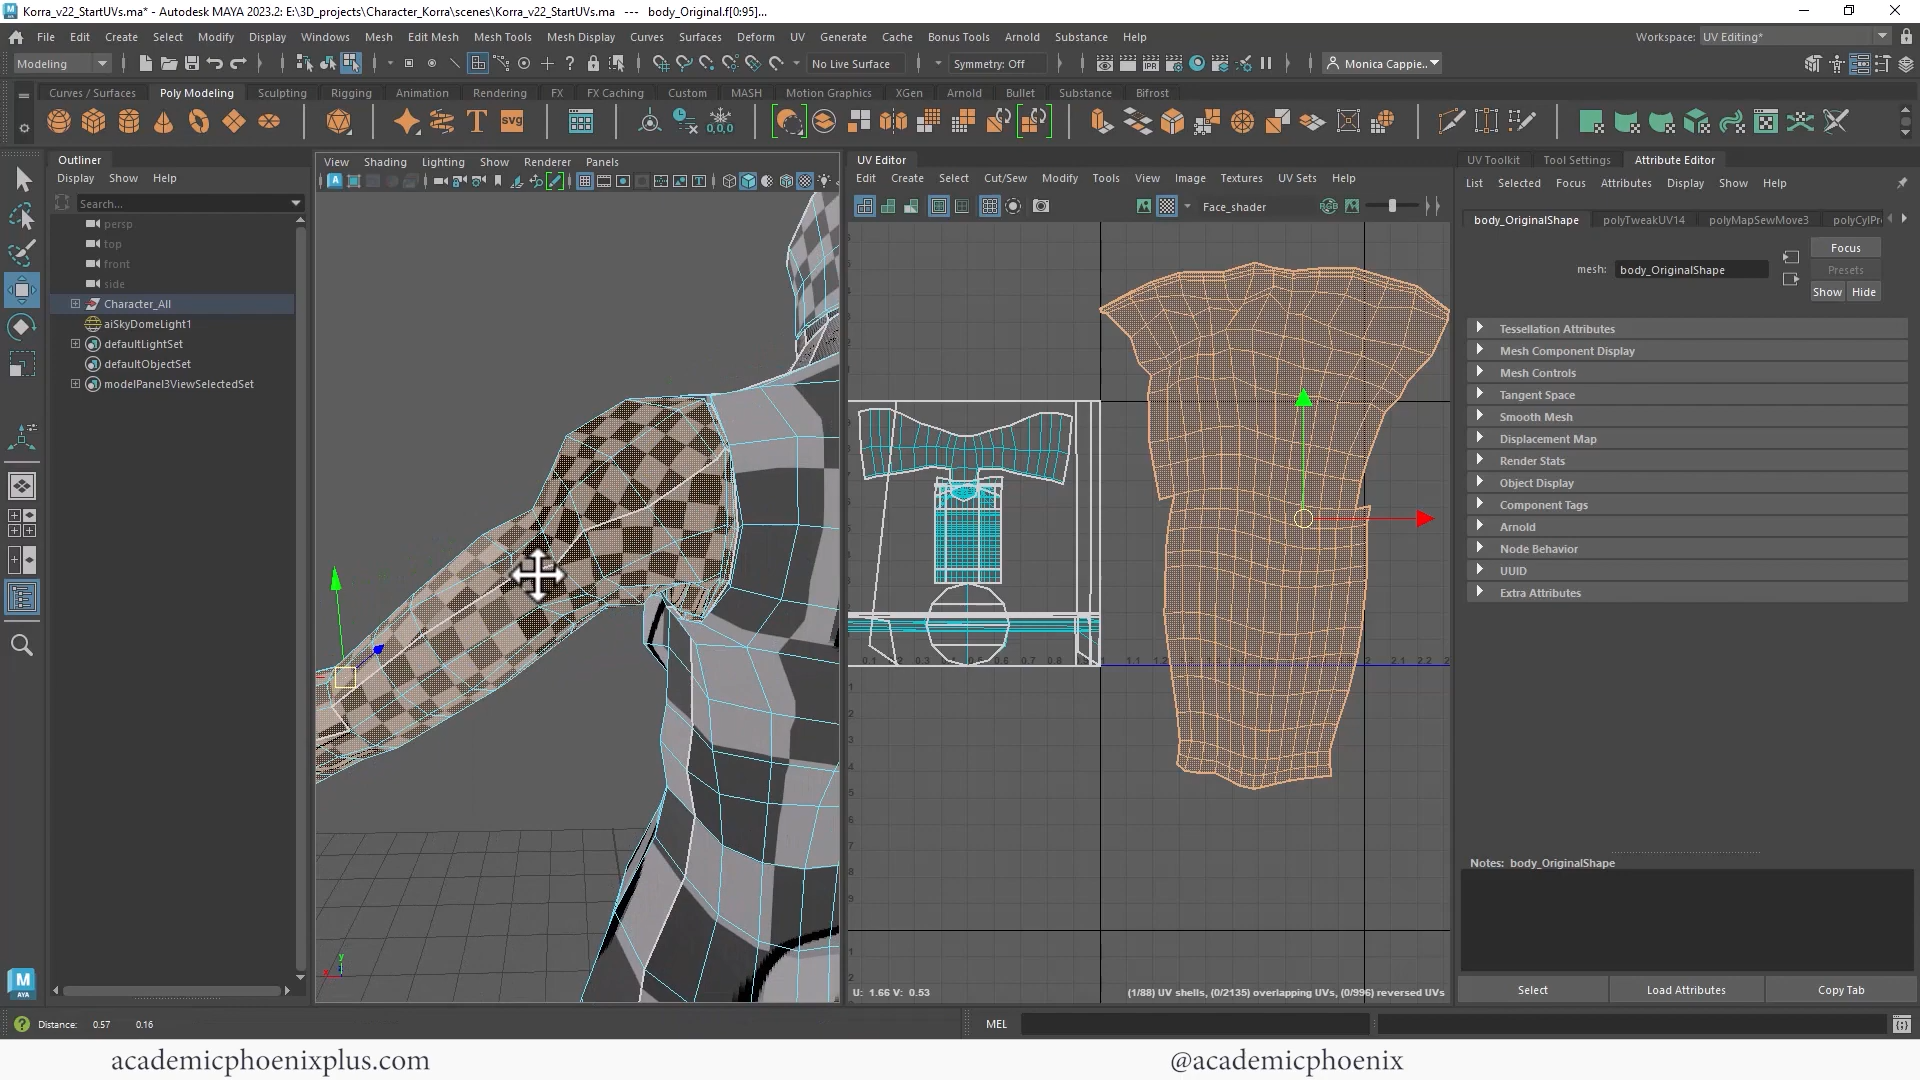 Korra_v22_StartUVs.ma* - Autodesk MAYA 2023.2: E:\3D_projects\Character_Korra\scenes\Korra_v22_StartUVs.ma --- body_Original.f[0:95]...
File Edit Create Select Modify Display Windows Mesh Edit Mesh Mesh Tools Mesh Display Curves Surfaces Deform UV Generate Cache Bonus Tools Arnold Substance Help Workspace: UV Editing*
Modeling No Live Surface Symmetry: Off Monica Cappie..
Curves / Surfaces Poly Modeling Sculpting Rigging Animation Rendering FX FX Caching Custom MASH Motion Graphics XGen Arnold Bullet Substance Bifrost
T svg 0,0,0
Outliner
Display Show Help
Search...
persp
top
front
side
Character_All
aiSkyDomeLight1
defaultLightSet
defaultObjectSet
modelPanel3ViewSelectedSet
View Shading Lighting Show Renderer Panels
UV Editor
Edit Create Select Cut/Sew Modify Tools View Image Textures UV Sets Help
Face_shader
U: 1.66 V: 0.53 (1/88) UV shells, (0/2135) overlapping UVs, (0/996) reversed UVs
UV Toolkit Tool Settings Attribute Editor
List Selected Focus Attributes Display Show Help
body_OriginalShape polyTweakUV14 polyMapSewMove3 polyCylPr
Focus
mesh: body_OriginalShape
Presets
Show Hide
Tessellation Attributes
Mesh Component Display
Mesh Controls
Tangent Space
Smooth Mesh
Displacement Map
Render Stats
Object Display
Component Tags
Arnold
Node Behavior
UUID
Extra Attributes
Notes: body_OriginalShape
Select Load Attributes Copy Tab
Distance: 0.57 0.16
MEL
academicphoenixplus.com
@academicphoenix